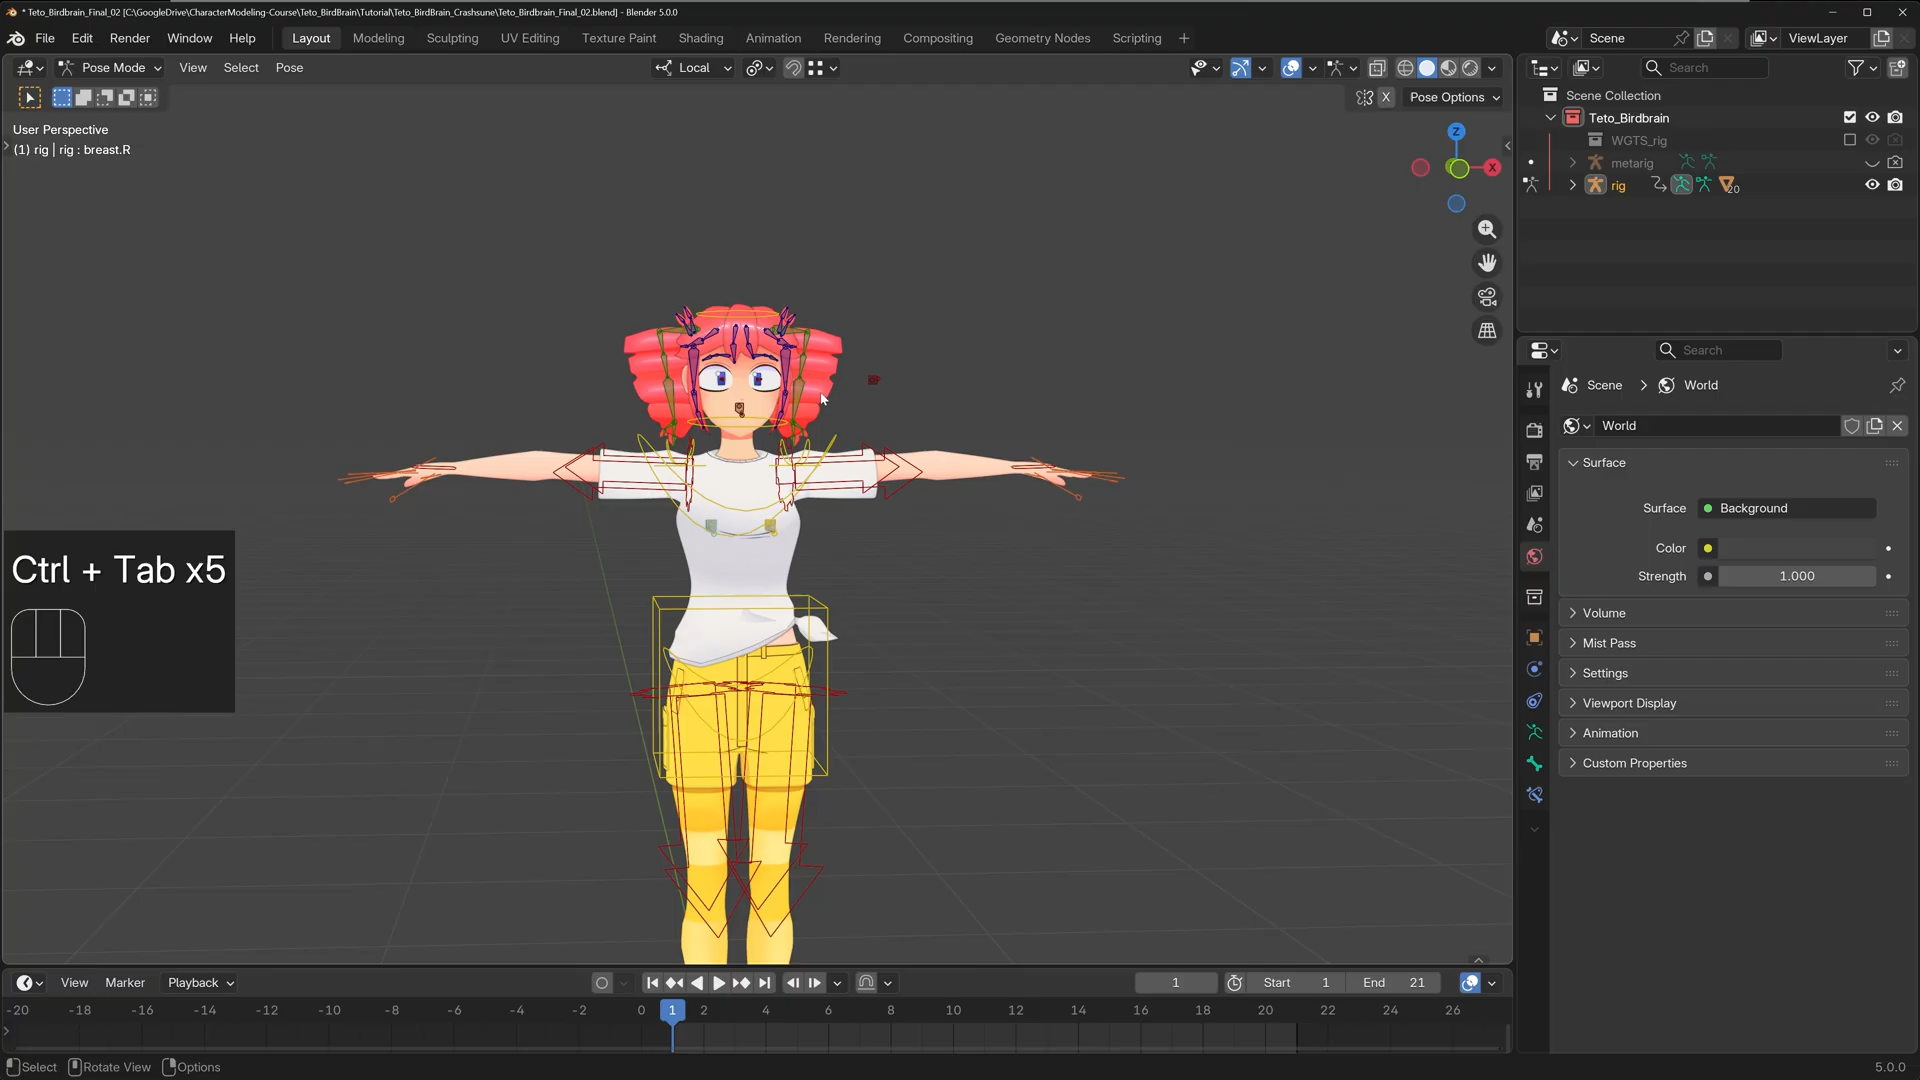 * Teto_Birdbrain_Final_02 [C:\GoogleDrive\CharacterModeling-Course\Teto_BirdBrain\Tutorial\Teto_BirdBrain_Crashsune\Teto_Birdbrain_Final_02.blend] - Blender 5.0.0
File Edit Render Window Help Layout Modeling Sculpting UV Editing Texture Paint Shading Animation Rendering Compositing Geometry Nodes Scripting + Scene ViewLayer
Pose Mode View Select Pose Local Search
X Pose Options
Scene Collection
Teto_Birdbrain
WGTS_rig
metarig
rig 20
User Perspective
(1) rig | rig : breast.R
Z
X
Search
Scene > World
World
Surface
Surface Background
Color
Strength 1.000
Volume
Mist Pass
Settings
Viewport Display
Animation
Custom Properties
Ctrl + Tab x5
View Marker Playback 1 Start 1 End 21
-20 -18 -16 -14 -12 -10 -8 -6 -4 -2 0 1 2 4 6 8 10 12 14 16 18 20 22 24 26
Select Rotate View Options 5.0.0